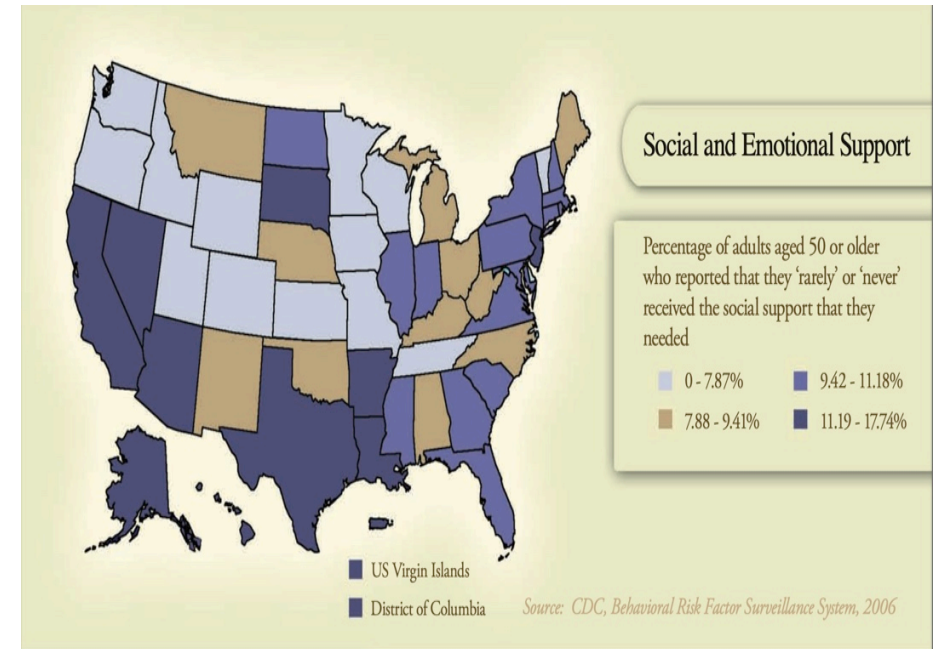 Social and Emotional Support
Percentage of adults aged 50 or older
who reported that they ‘rarely’ or ‘never’
received the social support that they
needed
0 - 7.87%
9.42 - 11.18%
7.88 - 9.41%
11.19 - 17.74%
US Virgin Islands
District of Columbia
Source: CDC, Behavioral Risk Factor Surveillance System, 2006